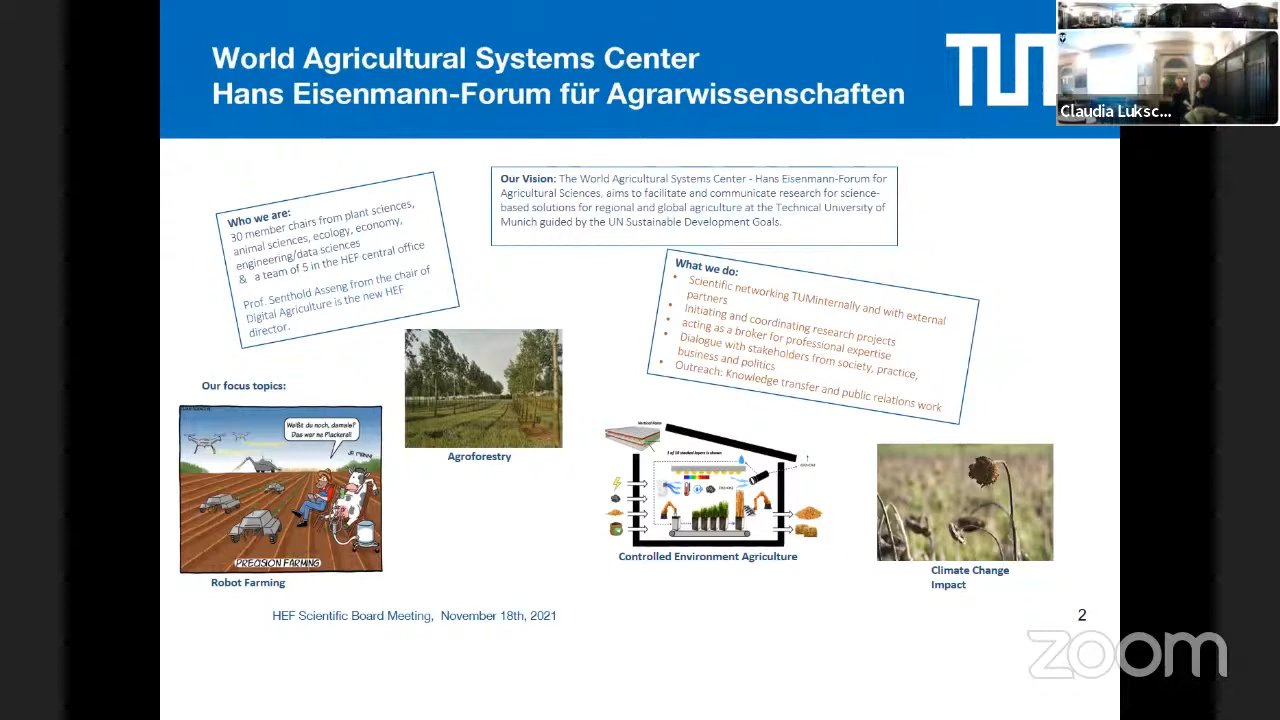 World Agricultural Systems Center
Hans Eisenmann-Forum für Agrarwissenschaften
TUM
Claudia Luksc...
Our Vision: The World Agricultural Systems Center - Hans Eisenmann-Forum for
Agricultural Sciences, aims to facilitate and communicate research for science-
based solutions for regional and global agriculture at the Technical University of
Munich guided by the UN Sustainable Development Goals.
Who we are:
30 member chairs from plant sciences,
animal sciences, ecology, economy,
engineering/data sciences
& a team of 5 in the HEF central office
Prof. Senthold Asseng from the chair of
Digital Agriculture is the new HEF
director.
What we do:
• Scientific networking TUMinternally and with external
partners
• Initiating and coordinating research projects
• acting as a broker for professional expertise
• Dialogue with stakeholders from society, practice,
business and politics
• Outreach: Knowledge transfer and public relations work
Our focus topics:
Weißt du noch, damals?
Das war ne Plackerei!
PRECISION FARMING
Robot Farming
Agroforestry
1 of 10 stacked layers is shown
Controlled Environment Agriculture
Climate Change
Impact
HEF Scientific Board Meeting, November 18th, 2021
2
zoom